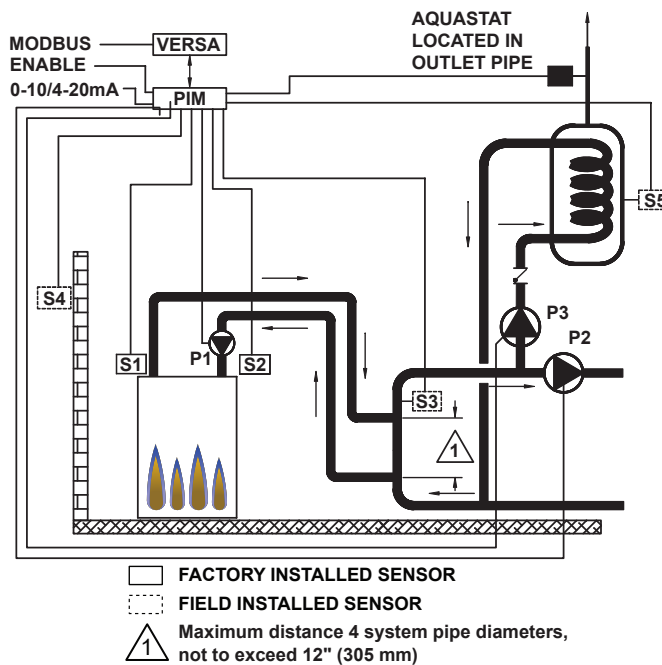 MODBUS
VERSA
ENABLE
0-10/4-20mA
PIM
AQUASTAT
LOCATED IN
OUTLET PIPE
S5
S4
S1
P1
S2
S3
P3
P2
1
FACTORY INSTALLED SENSOR
FIELD INSTALLED SENSOR
1
Maximum distance 4 system pipe diameters,
not to exceed 12" (305 mm)